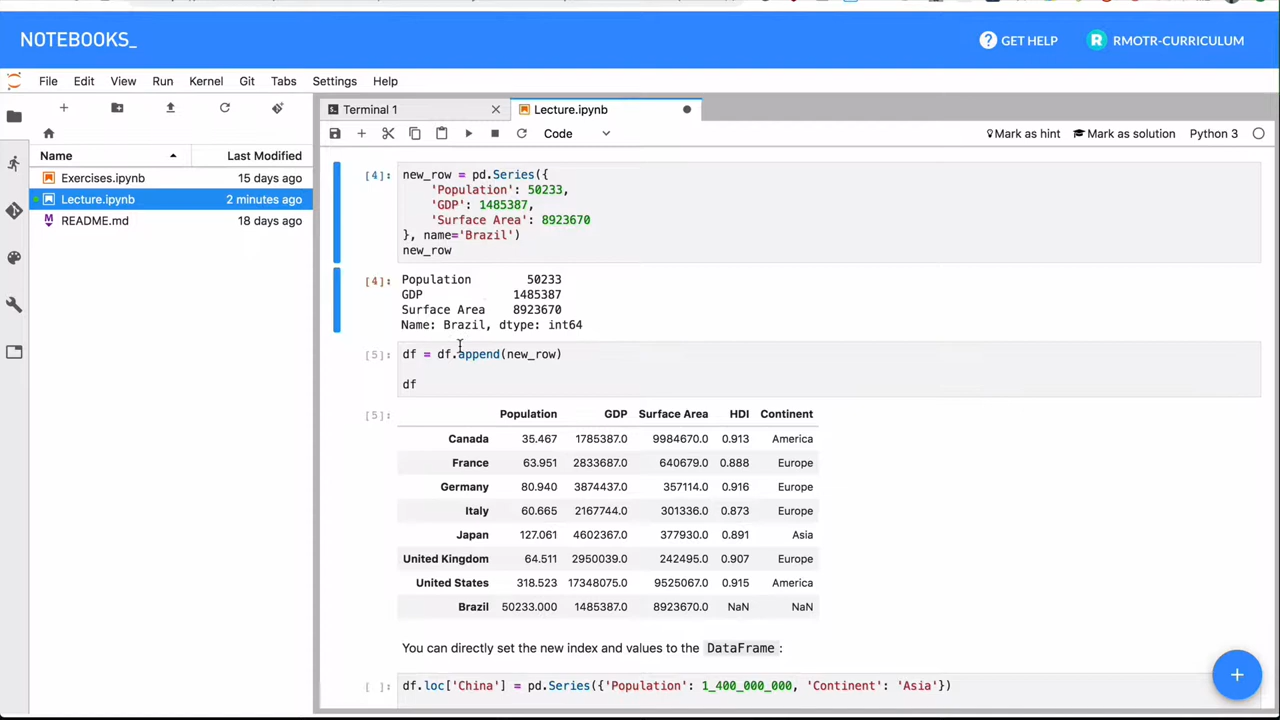 NOTEBOOKS_
GET HELP
R RMOTR-CURRICULUM
File Edit View Run Kernel Git Tabs Settings Help
Terminal 1
Lecture.ipynb
Code
Mark as hint
Mark as solution
Python 3
Name Last Modified
Exercises.ipynb 15 days ago
Lecture.ipynb 2 minutes ago
README.md 18 days ago
[4]: new_row = pd.Series({
'Population': 50233,
'GDP': 1485387,
'Surface Area': 8923670
}, name='Brazil')
new_row
[4]: Population 50233
GDP 1485387
Surface Area 8923670
Name: Brazil, dtype: int64
[5]: df = df.append(new_row)
df
[5]: Population GDP Surface Area HDI Continent
Canada 35.467 1785387.0 9984670.0 0.913 America
France 63.951 2833687.0 640679.0 0.888 Europe
Germany 80.940 3874437.0 357114.0 0.916 Europe
Italy 60.665 2167744.0 301336.0 0.873 Europe
Japan 127.061 4602367.0 377930.0 0.891 Asia
United Kingdom 64.511 2950039.0 242495.0 0.907 Europe
United States 318.523 17348075.0 9525067.0 0.915 America
Brazil 50233.000 1485387.0 8923670.0 NaN NaN
You can directly set the new index and values to the DataFrame:
[ ]: df.loc['China'] = pd.Series({'Population': 1_400_000_000, 'Continent': 'Asia'})